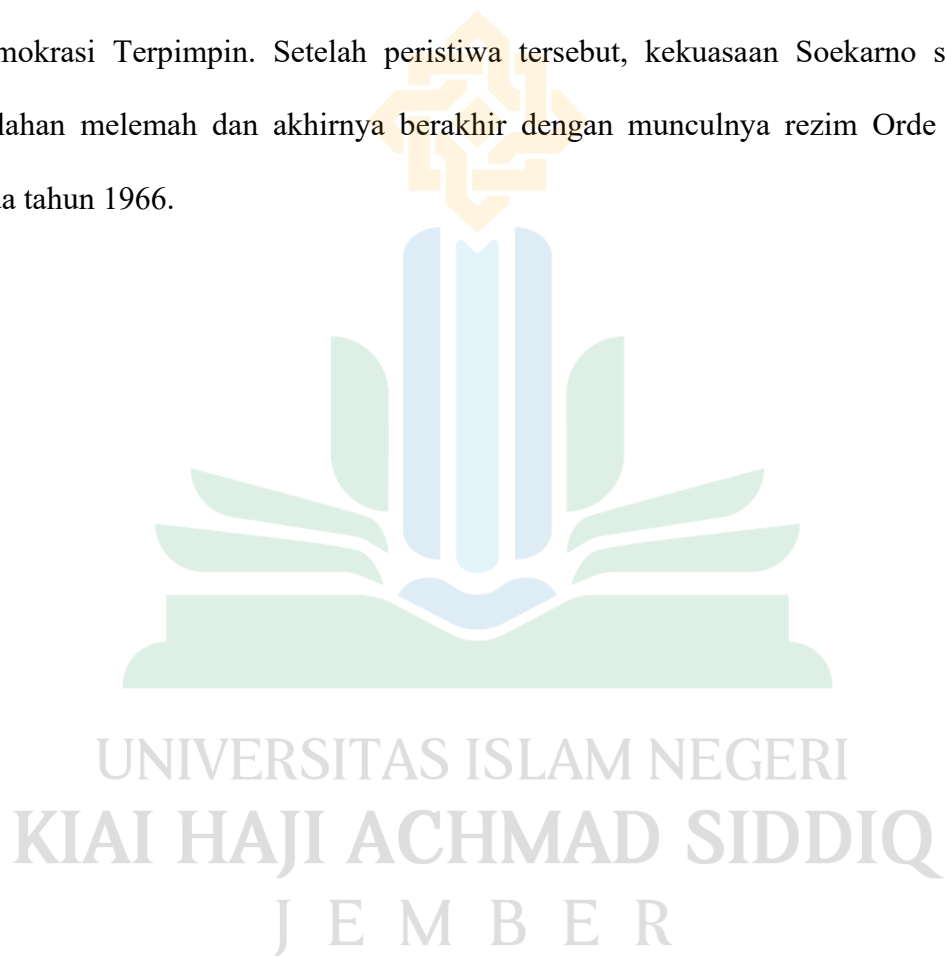 mokrasi Terpimpin. Setelah peristiwa tersebut, kekuasaan Soekarno s
lahan melemah dan akhirnya berakhir dengan munculnya rezim Orde
a tahun 1966.
UNIVERSITAS ISLAM NEGERI
KIAI HAJI ACHMAD SIDDIQ
JEMBER